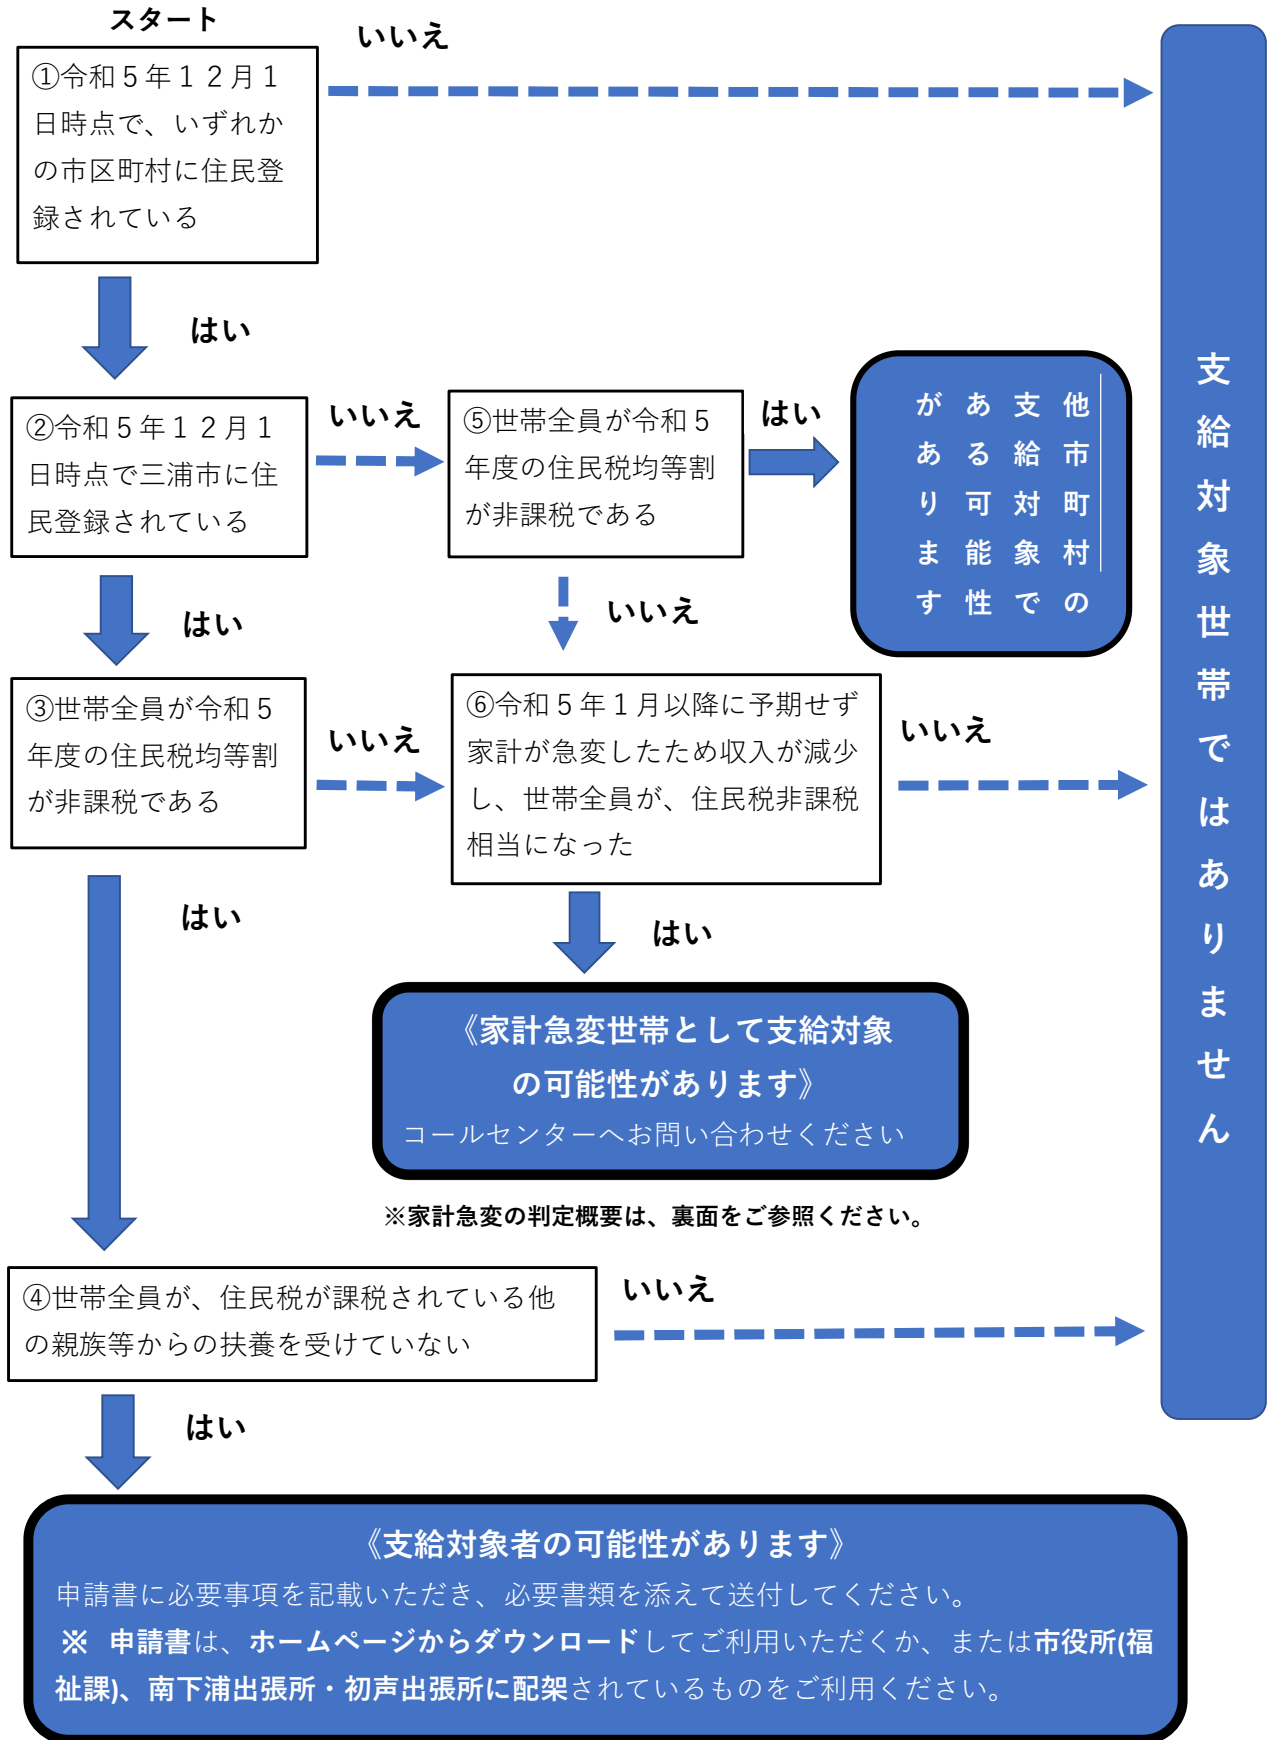 スタート
いいえ
①令和５年１２月１
日時点で、いずれか
の市区町村に住民登
録されている
はい
②令和５年１２月１
日時点で三浦市に住
民登録されている
いいえ
⑤世帯全員が令和５
年度の住民税均等割
が非課税である
はい
他市町村の
支給対象で
ある可能性
があります
はい
いいえ
③世帯全員が令和５
年度の住民税均等割
が非課税である
いいえ
⑥令和５年１月以降に予期せず
家計が急変したため収入が減少
し、世帯全員が、住民税非課税
相当になった
いいえ
はい
はい
《家計急変世帯として支給対象
の可能性があります》
コールセンターへお問い合わせください
※家計急変の判定概要は、裏面をご参照ください。
④世帯全員が、住民税が課税されている他
の親族等からの扶養を受けていない
いいえ
はい
支給対象世帯ではありません
《支給対象者の可能性があります》
申請書に必要事項を記載いただき、必要書類を添えて送付してください。
※ 申請書は、ホームページからダウンロードしてご利用いただくか、または市役所(福
祉課)、南下浦出張所・初声出張所に配架されているものをご利用ください。